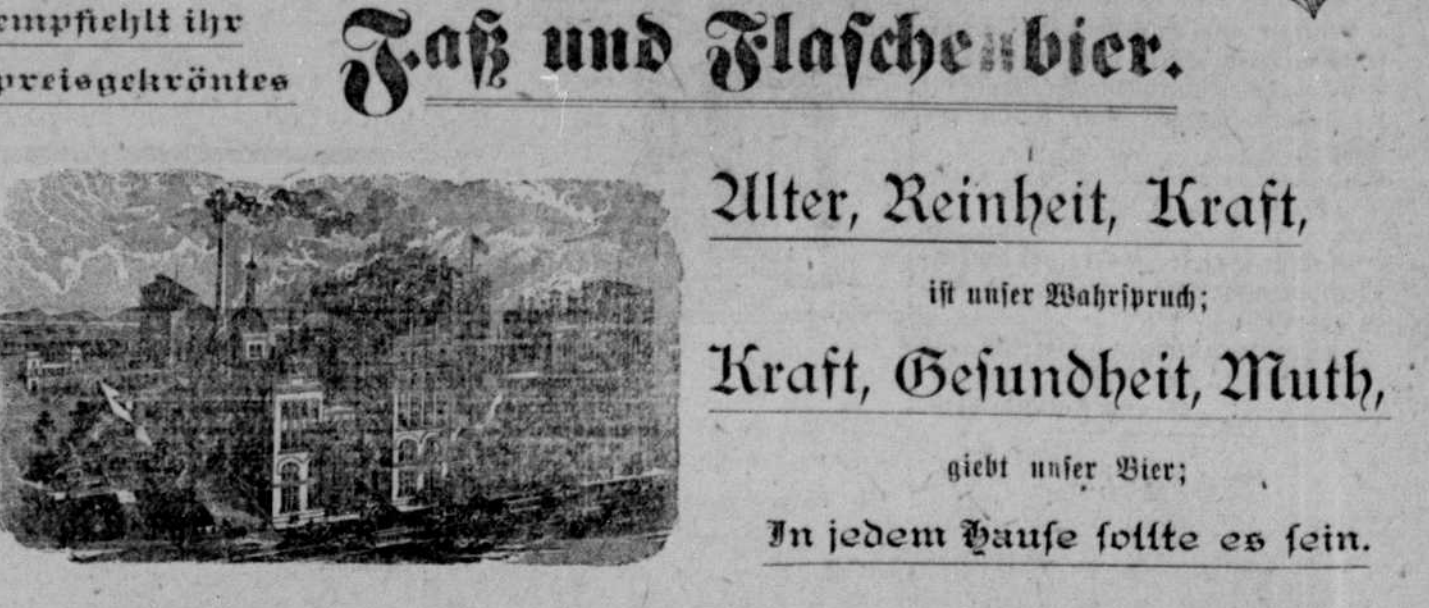 empfiehlt ihr
preisgekröntes
Faß und Flaschenbier.
Alter, Reinheit, Kraft,
ist unser Wahrspruch;
Kraft, Gesundheit, Muth,
giebt unser Bier;
In jedem Hause sollte es sein.